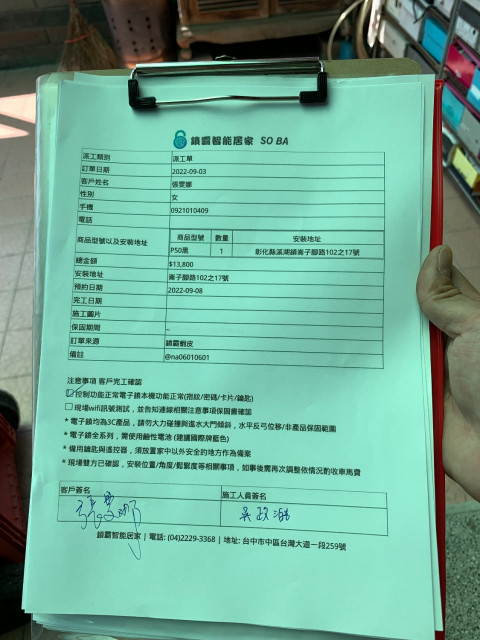 鎖霸智能居家 SO BA
派工類別 派工單
訂單日期 2022-09-03
客戶姓名 張雯娜
性別 女
手機 0921010409
電話
商品型號以及安裝地址 商品型號 數量 安裝地址
P50黑 1 彰化縣溪湖鎮崙子腳路102之17號
總金額 $13,800
安裝地址 崙子腳路102之17號
預約日期 2022-09-08
完工日期
施工圖片
保固期間 ~
訂單來源 鎖霸蝦皮
備註 @na06010601
注意事項 客戶完工確認
控制功能正常電子鎖本機功能正常(指紋/密碼/卡片/鑰匙)
現場wifi訊號測試，並告知連線相關注意事項保固書確認
* 電子鎖均為3C產品，請勿大力碰撞與進水大門傾斜，水平反弓位移/非產品保固範圍
* 電子鎖全系列，需使用鹼性電池 (建議國際牌藍色)
* 備用鑰匙與遙控器，須放置家中以外安全的地方作為備案
* 現場雙方已確認，安裝位置/角度/鬆緊度等相關事項，如事後需再次調整依情況酌收車馬費
客戶簽名 施工人員簽名
張雯娜 吳政
鎖霸智能居家 | 電話: (04)2229-3368 | 地址: 台中市中區台灣大道一段259號